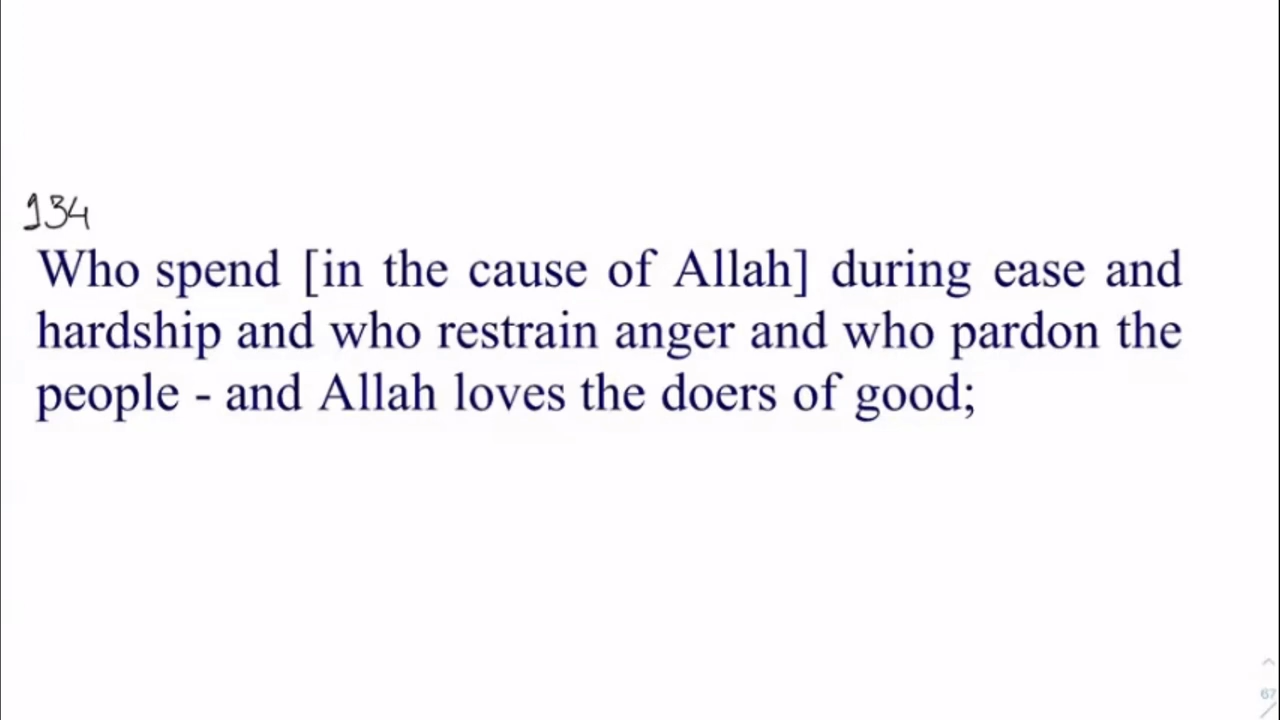 134
Who spend [in the cause of Allah] during ease and
hardship and who restrain anger and who pardon the
people - and Allah loves the doers of good;
67